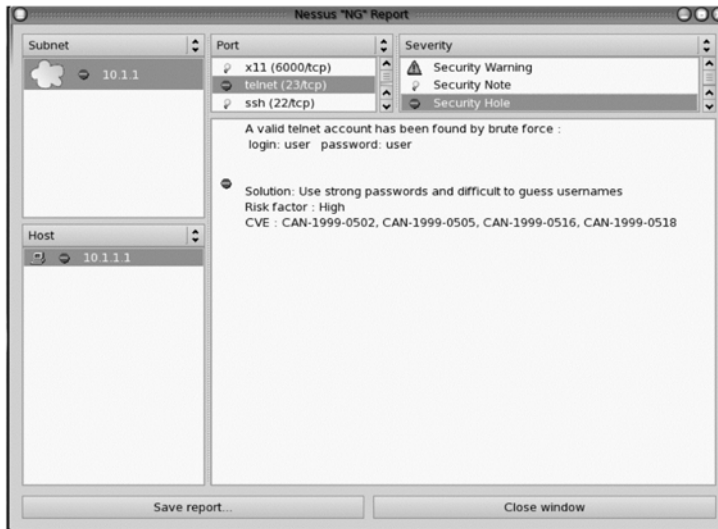 Nessus "NG" Report
Subnet
10.1.1
Port
x11 (6000/tcp)
telnet (23/tcp)
ssh (22/tcp)
Severity
Security Warning
Security Note
Security Hole
A valid telnet account has been found by brute force :
login: user password: user
Solution: Use strong passwords and difficult to guess usernames
Risk factor : High
CVE : CAN-1999-0502, CAN-1999-0505, CAN-1999-0516, CAN-1999-0518
Host
10.1.1.1
Save report...
Close window